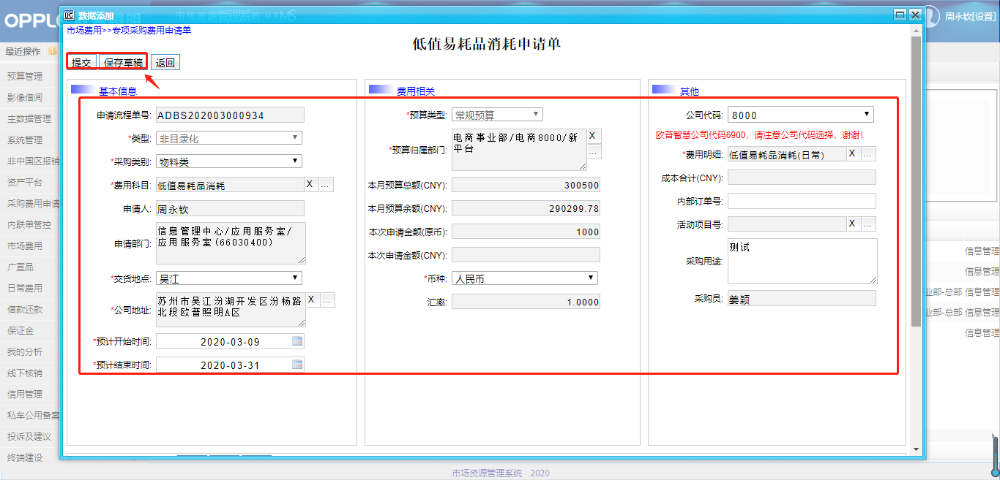 OPPL
数据添加
市场资源管理系统 MRMS
周永钦[设置]
市场费用>>专项采购费用申请单
低值易耗品消耗申请单
提交 保存草稿 返回
最近操作
预算管理
影像借阅
主数据管理
系统管理
非中国区报销
资产平台
采购费用申请
内联单管控
市场费用
广宣品
日常费用
借款还款
保证金
我的分析
线下核销
信用管理
私车公用备案
投诉及建议
终端建设
基本信息
申请流程单号: ADBS202003000934
*类型: 非目录化
*采购类别: 物料类
*费用科目: 低值易耗品消耗 X ...
申请人: 周永钦
申请部门: 信息管理中心/应用服务室/
应用服务室(66030400)
*交货地点: 吴江
*公司地址: 苏州市吴江汾湖开发区汾杨路 X ...
北段欧普照明A区
*预计开始时间: 2020-03-09
*预计结束时间: 2020-03-31
费用相关
*预算类型: 常规预算
*预算归属部门: 电商事业部/电商8000/新 X ...
平台
本月预算总额(CNY): 300500
本月预算余额(CNY): 290299.78
本次申请金额(原币): 1000
本次申请金额(CNY):
*币种: 人民币
汇率: 1.0000
其他
公司代码: 8000
欧普智慧公司代码6900，请注意公司代码选择，谢谢！
*费用明细: 低值易耗品消耗(日常) X ...
成本合计(CNY):
内部订单号:
活动项目号: X ...
采购用途: 测试
采购员: 姜颖
信息管理
信息管理
业部-总部 信息管理
业部-总部 信息管理
信息管理
市场资源管理系统 2020